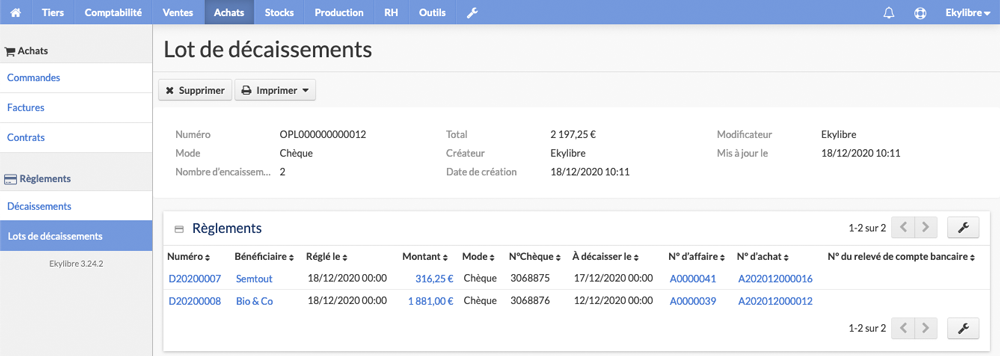 Tiers Comptabilité Ventes Achats Stocks Production RH Outils Ekylibre
Achats
Commandes
Factures
Contrats
Règlements
Décaissements
Lots de décaissements
Ekylibre 3.24.2
Lot de décaissements
Supprimer Imprimer
Numéro OPL000000000012 Total 2 197,25 € Modificateur Ekylibre
Mode Chèque Créateur Ekylibre Mis à jour le 18/12/2020 10:11
Nombre d'encaissem... 2 Date de création 18/12/2020 10:11
Règlements 1-2 sur 2
Numéro Bénéficiaire Réglé le Montant Mode N°Chèque À décaisser le N° d'affaire N° d'achat N° du relevé de compte bancaire
D20200007 Semtout 18/12/2020 00:00 316,25 € Chèque 3068875 17/12/2020 00:00 A0000041 A202012000016
D20200008 Bio & Co 18/12/2020 00:00 1 881,00 € Chèque 3068876 12/12/2020 00:00 A0000039 A202012000012
1-2 sur 2